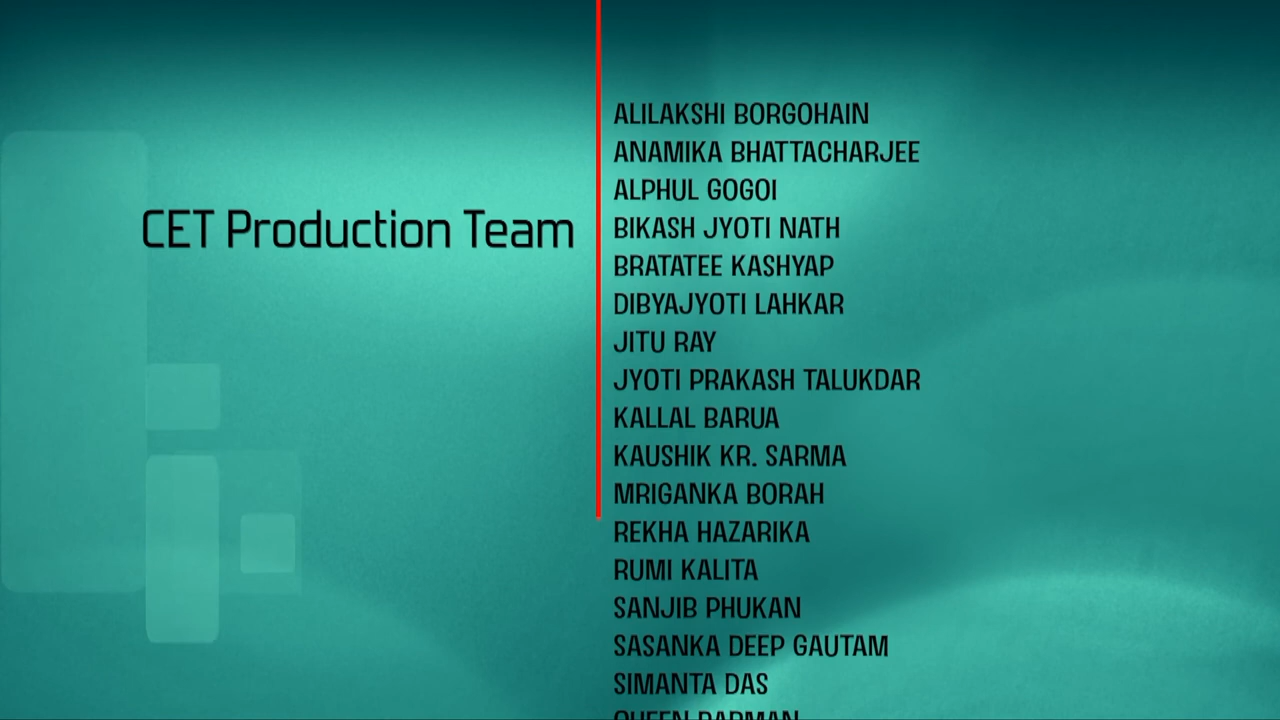 CET Production Team
ALILAKSHI BORGOHAIN
ANAMIKA BHATTACHARJEE
ALPHUL GOGOI
BIKASH JYOTI NATH
BRATATEE KASHYAP
DIBYAJYOTI LAHKAR
JITU RAY
JYOTI PRAKASH TALUKDAR
KALLAL BARUA
KAUSHIK KR. SARMA
MRIGANKA BORAH
REKHA HAZARIKA
RUMI KALITA
SANJIB PHUKAN
SASANKA DEEP GAUTAM
SIMANTA DAS